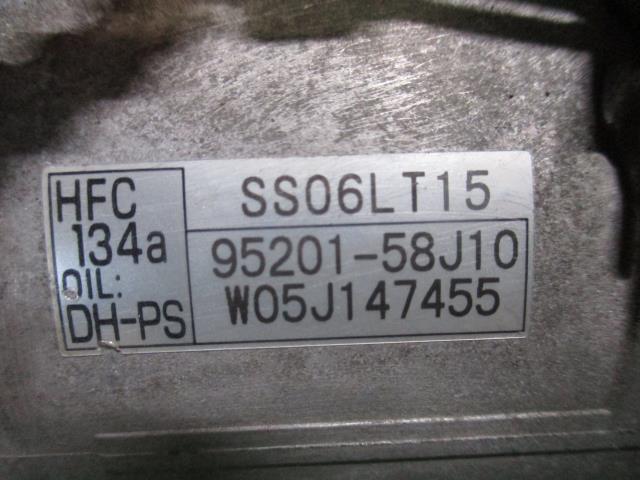 HFC
134a
OIL:
DH-PS
SS06LT15
95201-58J10
W05J147455